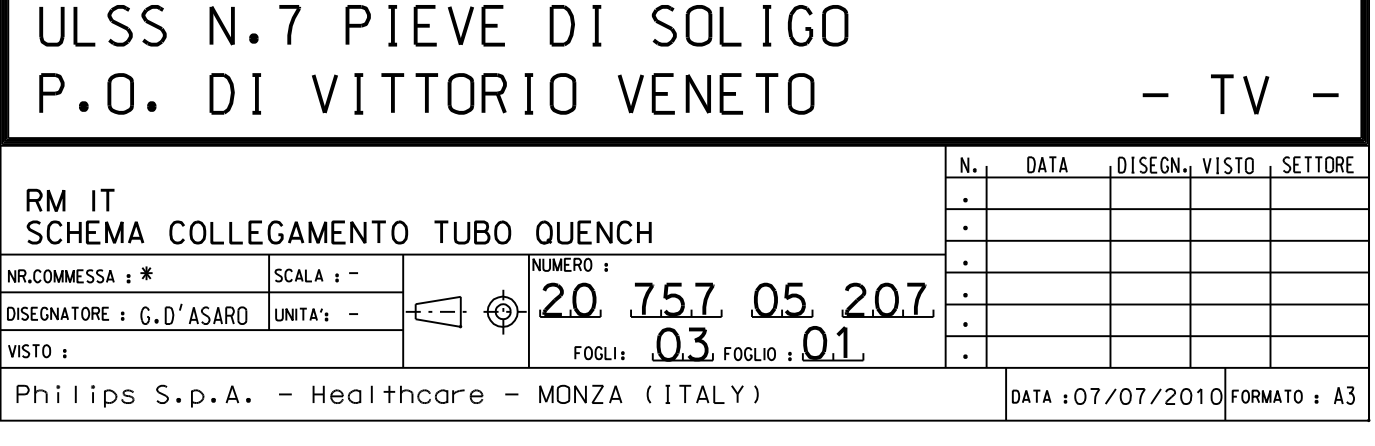 ULSS N.7 PIEVE DI SOLIGO
P.O. DI VITTORIO VENETO - TV -
N. DATA DISEGN. VISTO SETTORE
RM IT
SCHEMA COLLEGAMENTO TUBO QUENCH
NR.COMMESSA : * SCALA : -
DISEGNATORE : G.D'ASARO UNITA': -
VISTO :
NUMERO :
20 757 05 207
FOGLI: 03 FOGLIO : 01
Philips S.p.A. - Healthcare - MONZA (ITALY) DATA :07/07/2010 FORMATO : A3